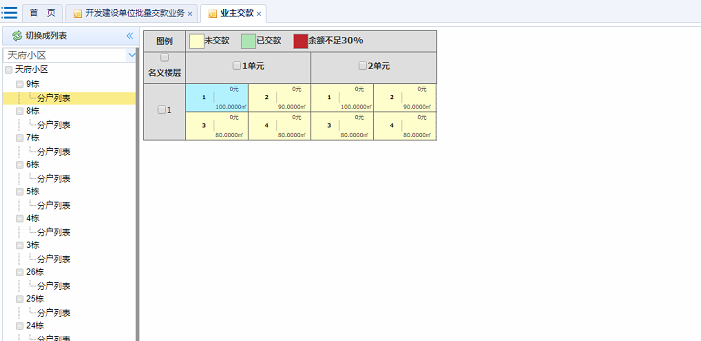 首 页 开发建设单位批量交款业务 × 业主交款 ×
切换成列表 «
天府小区
天府小区
9栋
分户列表
8栋
分户列表
7栋
分户列表
6栋
分户列表
5栋
分户列表
4栋
分户列表
3栋
分户列表
26栋
分户列表
25栋
分户列表
24栋
分户列表
图例 未交款 已交款 余额不足30%
名义楼层 1单元 2单元
1
1 0元 100.0000㎡ 2 0元 90.0000㎡ 1 0元 100.0000㎡ 2 0元 90.0000㎡
3 0元 80.0000㎡ 4 0元 80.0000㎡ 3 0元 80.0000㎡ 4 0元 80.0000㎡